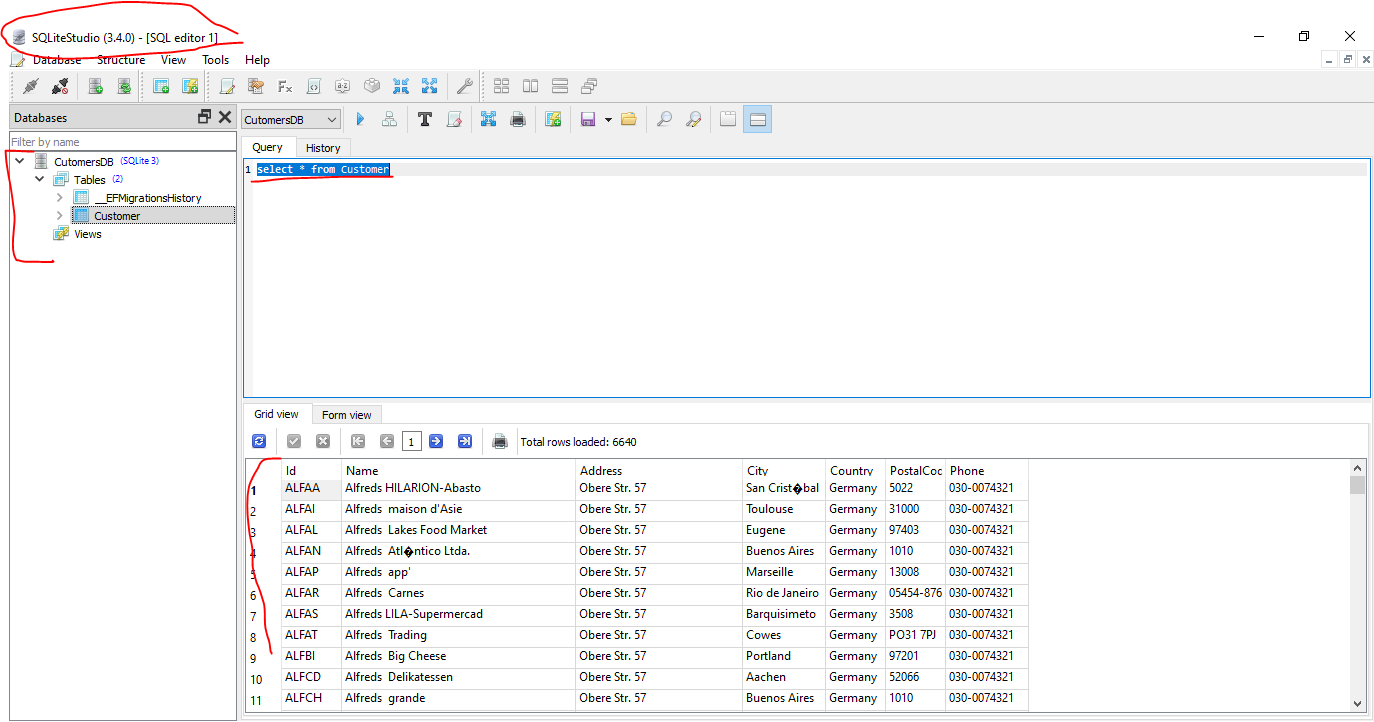 SQLiteStudio (3.4.0) - [SQL editor 1]
Database Structure View Tools Help
Databases
CutomersDB
Filter by name
Query History
CutomersDB (SQLite 3)
Tables (2)
__EFMigrationsHistory
Customer
Views
1 select * from Customer
Grid view Form view
1 Total rows loaded: 6640
Id Name Address City Country PostalCoc Phone
1 ALFAA Alfreds HILARION-Abasto Obere Str. 57 San Crist�bal Germany 5022 030-0074321
2 ALFAI Alfreds maison d'Asie Obere Str. 57 Toulouse Germany 31000 030-0074321
3 ALFAL Alfreds Lakes Food Market Obere Str. 57 Eugene Germany 97403 030-0074321
4 ALFAN Alfreds Atl�ntico Ltda. Obere Str. 57 Buenos Aires Germany 1010 030-0074321
5 ALFAP Alfreds app' Obere Str. 57 Marseille Germany 13008 030-0074321
6 ALFAR Alfreds Carnes Obere Str. 57 Rio de Janeiro Germany 05454-876 030-0074321
7 ALFAS Alfreds LILA-Supermercad Obere Str. 57 Barquisimeto Germany 3508 030-0074321
8 ALFAT Alfreds Trading Obere Str. 57 Cowes Germany PO31 7PJ 030-0074321
9 ALFBI Alfreds Big Cheese Obere Str. 57 Portland Germany 97201 030-0074321
10 ALFCD Alfreds Delikatessen Obere Str. 57 Aachen Germany 52066 030-0074321
11 ALFCH Alfreds grande Obere Str. 57 Buenos Aires Germany 1010 030-0074321